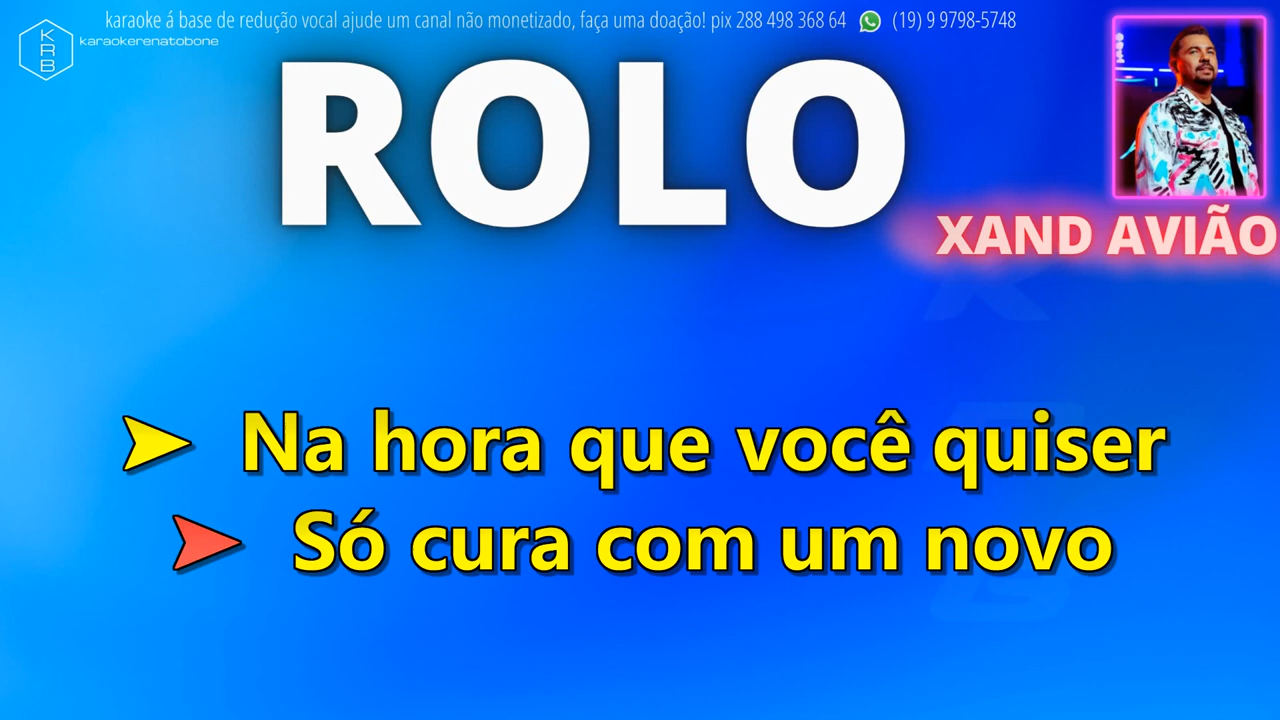 karaoke á base de redução vocal ajude um canal não monetizado, faça uma doação! pix 288 498 368 64 (19) 9 9798-5748
KRB
karaokerenatobone
ROLO
XAND AVIÃO
Na hora que você quiser
Só cura com um novo